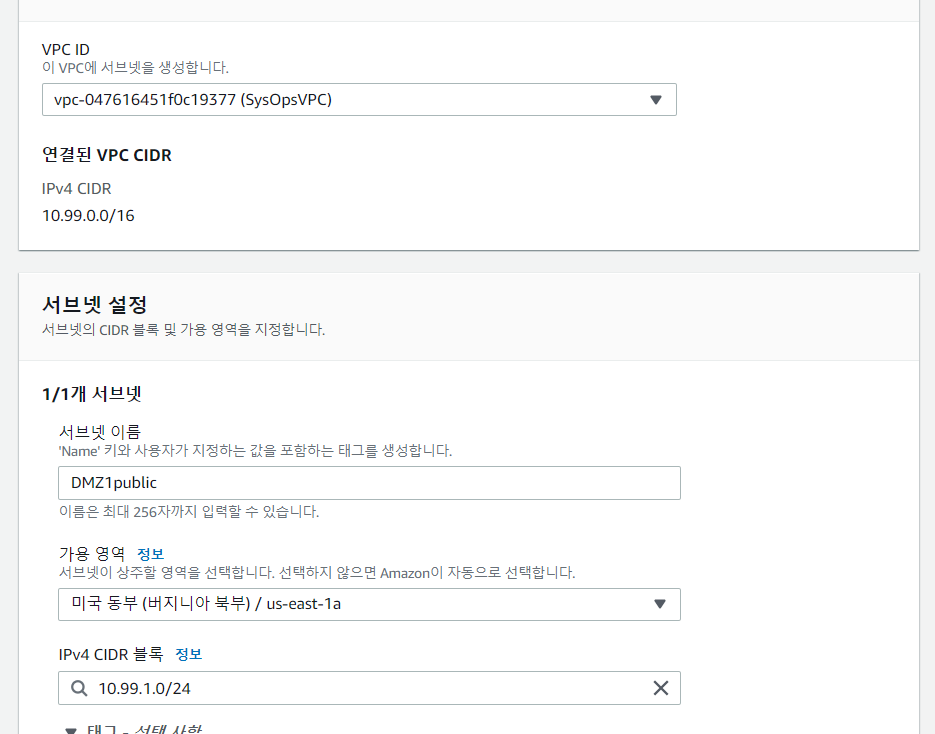 VPC ID
이 VPC에 서브넷을 생성합니다.
vpc-047616451f0c19377 (SysOpsVPC)
연결된 VPC CIDR
IPv4 CIDR
10.99.0.0/16
서브넷 설정
서브넷의 CIDR 블록 및 가용 영역을 지정합니다.
1/1개 서브넷
서브넷 이름
'Name' 키와 사용자가 지정하는 값을 포함하는 태그를 생성합니다.
DMZ1public
이름은 최대 256자까지 입력할 수 있습니다.
가용 영역 정보
서브넷이 상주할 영역을 선택합니다. 선택하지 않으면 Amazon이 자동으로 선택합니다.
미국 동부 (버지니아 북부) / us-east-1a
IPv4 CIDR 블록 정보
10.99.1.0/24
태그 - 선택 사항